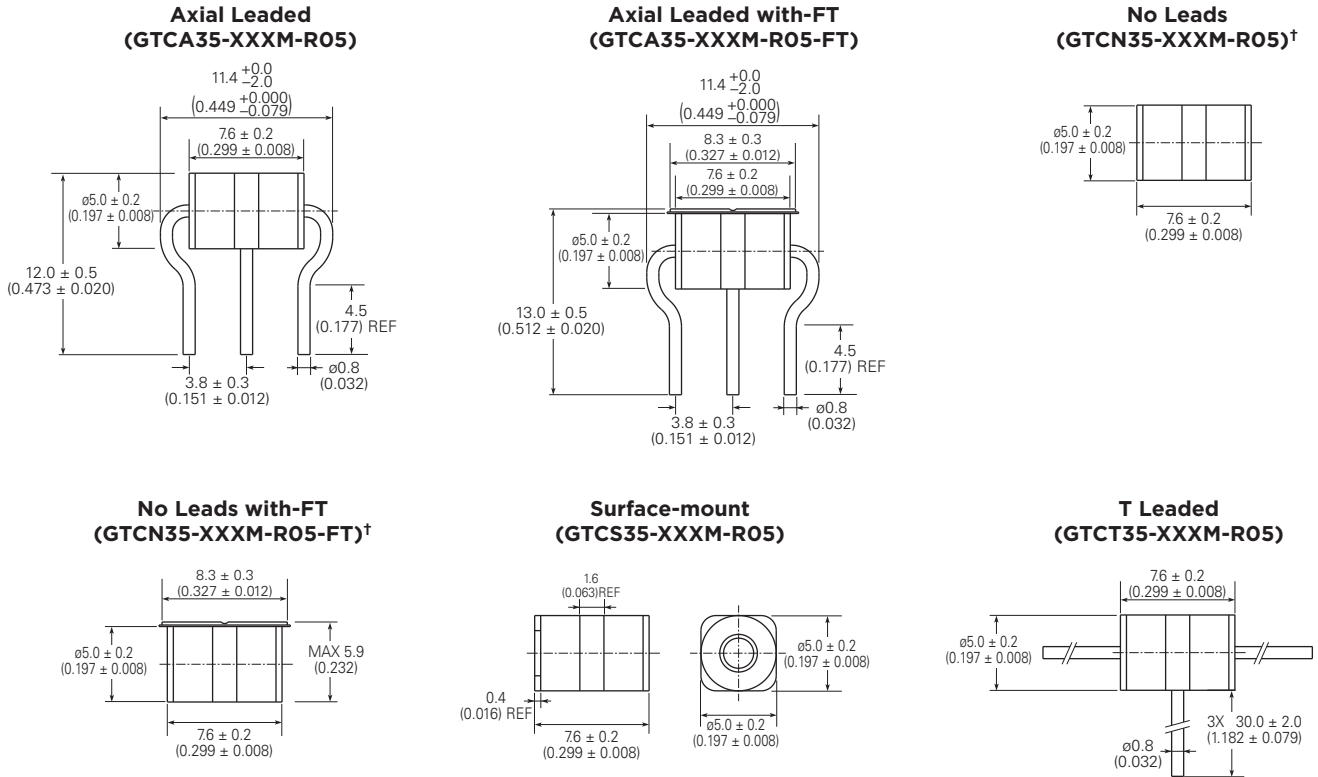 Axial Leaded
(GTCA35-XXXM-R05)
11.4 +0.0
–2.0
(0.449 +0.000
–0.079)
7.6 ± 0.2
(0.299 ± 0.008)
ø5.0 ± 0.2
(0.197 ± 0.008)
12.0 ± 0.5
(0.473 ± 0.020)
4.5
(0.177) REF
3.8 ± 0.3
(0.151 ± 0.012)
ø0.8
(0.032)
Axial Leaded with-FT
(GTCA35-XXXM-R05-FT)
11.4 +0.0
–2.0
(0.449 +0.000
–0.079)
8.3 ± 0.3
(0.327 ± 0.012)
7.6 ± 0.2
(0.299 ± 0.008)
ø5.0 ± 0.2
(0.197 ± 0.008)
13.0 ± 0.5
(0.512 ± 0.020)
4.5
(0.177) REF
3.8 ± 0.3
(0.151 ± 0.012)
ø0.8
(0.032)
No Leads
(GTCN35-XXXM-R05)†
ø5.0 ± 0.2
(0.197 ± 0.008)
7.6 ± 0.2
(0.299 ± 0.008)
No Leads with-FT
(GTCN35-XXXM-R05-FT)†
8.3 ± 0.3
(0.327 ± 0.012)
ø5.0 ± 0.2
(0.197 ± 0.008)
MAX 5.9
(0.232)
7.6 ± 0.2
(0.299 ± 0.008)
Surface-mount
(GTCS35-XXXM-R05)
1.6
(0.063)REF
0.4
(0.016) REF
7.6 ± 0.2
(0.299 ± 0.008)
ø5.0 ± 0.2
(0.197 ± 0.008)
ø5.0 ± 0.2
(0.197 ± 0.008)
T Leaded
(GTCT35-XXXM-R05)
7.6 ± 0.2
(0.299 ± 0.008)
ø5.0 ± 0.2
(0.197 ± 0.008)
3X 30.0 ± 2.0
(1.182 ± 0.079)
ø0.8
(0.032)